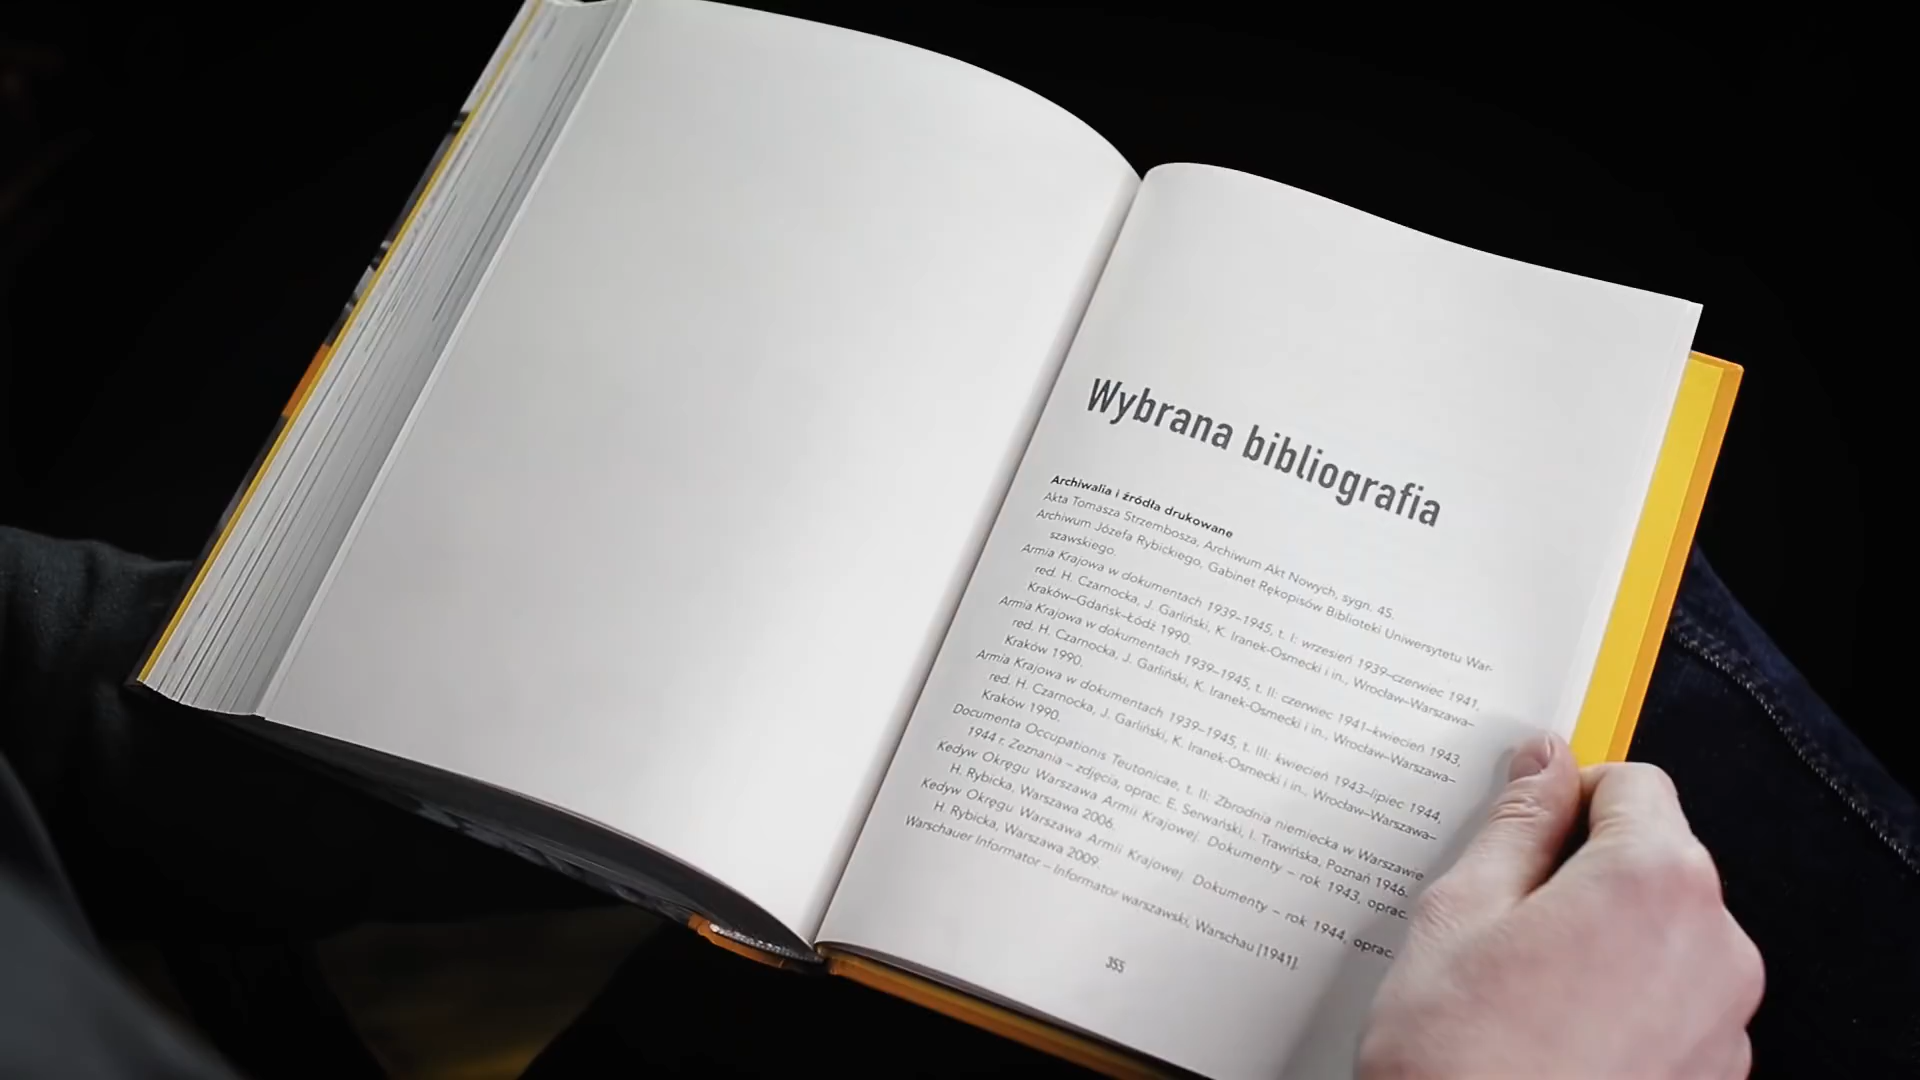 Wybrana bibliografia
Archiwalia i źródła drukowane
Akta Tomasza Strzembosza, Archiwum Akt Nowych, sygn. 45.
Archiwum Józefa Rybickiego, Gabinet Rękopisów Biblioteki Uniwersytetu War-
szawskiego.
Armia Krajowa w dokumentach 1939–1945, t. I: wrzesień 1939–czerwiec 1941,
red. H. Czarnocka, J. Garliński, K. Iranek-Osmecki i in., Wrocław–Warszawa–
Kraków–Gdańsk–Łódź 1990.
Armia Krajowa w dokumentach 1939–1945, t. II: czerwiec 1941–kwiecień 1943,
red. H. Czarnocka, J. Garliński, K. Iranek-Osmecki i in., Wrocław–Warszawa–
Kraków 1990.
Armia Krajowa w dokumentach 1939–1945, t. III: kwiecień 1943–lipiec 1944,
red. H. Czarnocka, J. Garliński, K. Iranek-Osmecki i in., Wrocław–Warszawa–
Kraków 1990.
Documenta Occupationis Teutonicae, t. II: Zbrodnia niemiecka w Warszawie
1944 r. Zeznania – zdjęcia, oprac. E. Serwański, I. Trawińska, Poznań 1946.
Kedyw Okręgu Warszawa Armii Krajowej. Dokumenty – rok 1943, oprac.
H. Rybicka, Warszawa 2006.
Kedyw Okręgu Warszawa Armii Krajowej. Dokumenty – rok 1944, oprac.
H. Rybicka, Warszawa 2009.
Warschauer Informator – Informator warszawski, Warschau [1941].
355